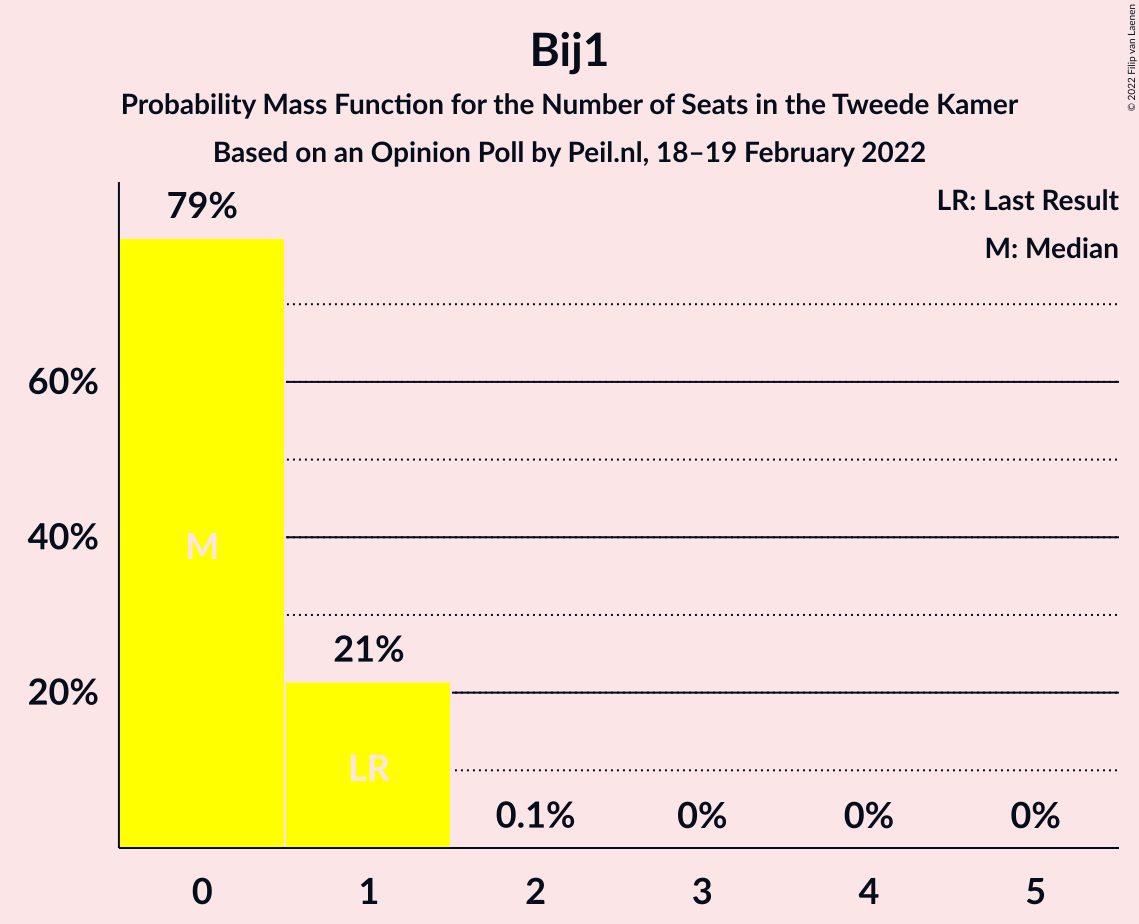 Bij1
Probability Mass Function for the Number of Seats in the Tweede Kamer
Based on an Opinion Poll by Peil.nl, 18–19 February 2022
© 2022 Filip van Laenen
LR: Last Result
M: Median
79%
60%
40%
20%
M
21%
LR
0.1%
0%
0%
0%
0 1 2 3 4 5